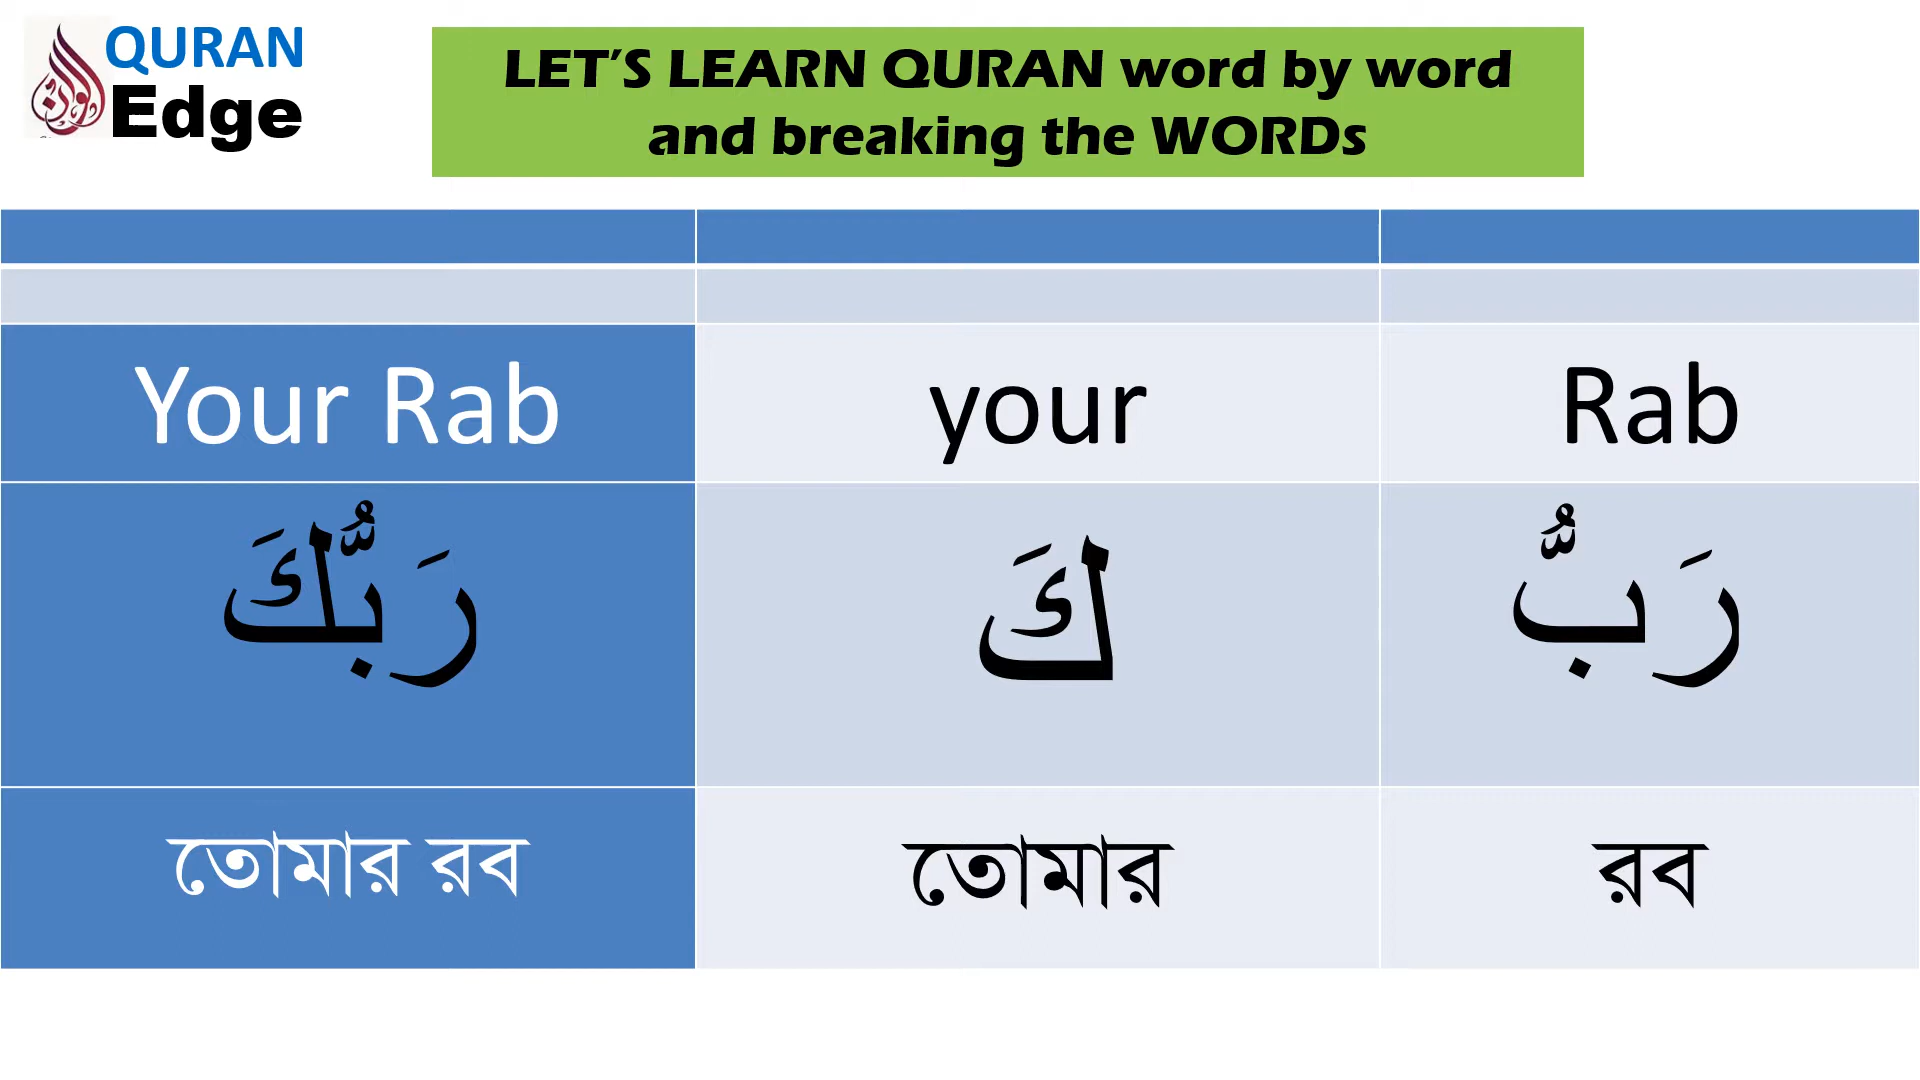 QURAN
Edge
LET'S LEARN QURAN word by word
and breaking the WORDs
Your Rab your Rab
رَبُّكَ كَ رَبُّ
তোমার রব তোমার রব